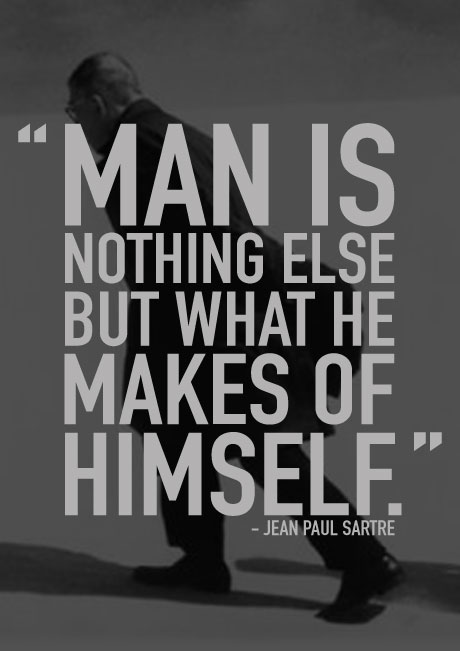 “MAN IS
NOTHING ELSE
BUT WHAT HE
MAKES OF
HIMSELF.”
– JEAN PAUL SARTRE